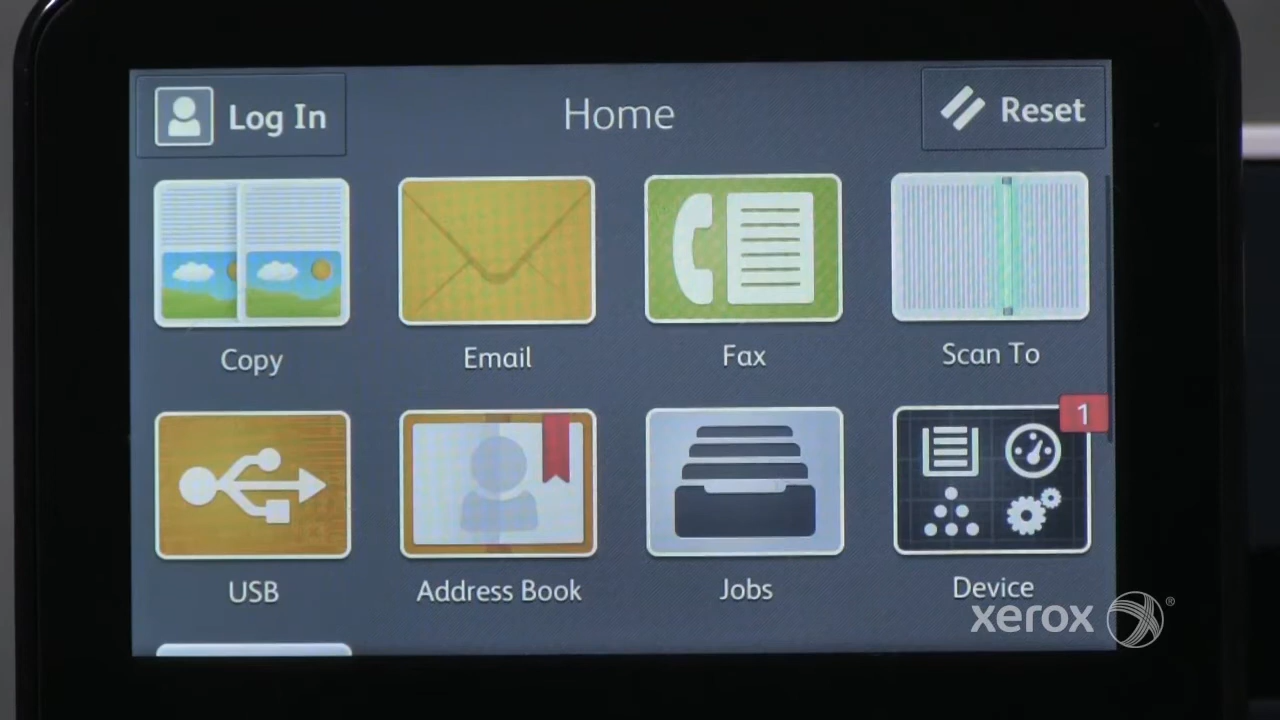 Log In
Home
Reset
Copy
Email
Fax
Scan To
1
USB
Address Book
Jobs
Device
xerox®